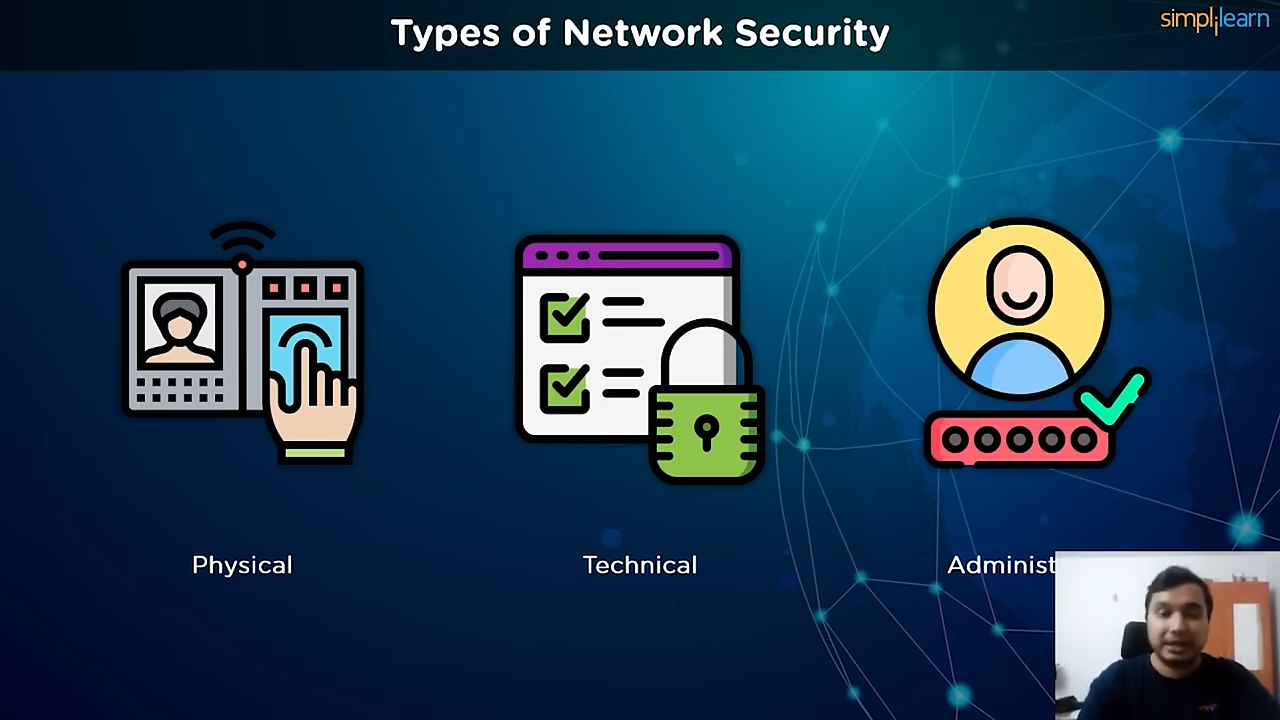 Types of Network Security
simplilearn
Physical
Technical
Administ